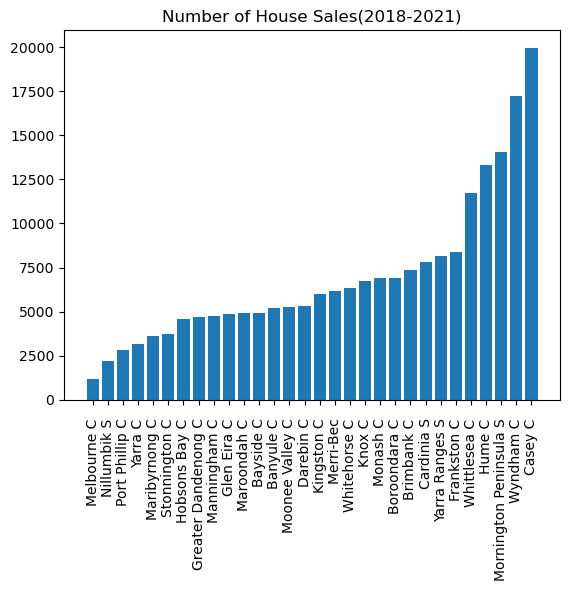 Number of House Sales(2018-2021)
20000
17500
15000
12500
10000
7500
5000
2500
0
Melbourne C
Nillumbik S
Port Phillip C
Yarra C
Maribyrnong C
Stonnington C
Hobsons Bay C
Greater Dandenong C
Manningham C
Glen Eira C
Maroondah C
Bayside C
Banyule C
Moonee Valley C
Darebin C
Kingston C
Merri-Bec
Whitehorse C
Knox C
Monash C
Boroondara C
Brimbank C
Cardinia S
Yarra Ranges S
Frankston C
Whittlesea C
Hume C
Mornington Peninsula S
Wyndham C
Casey C